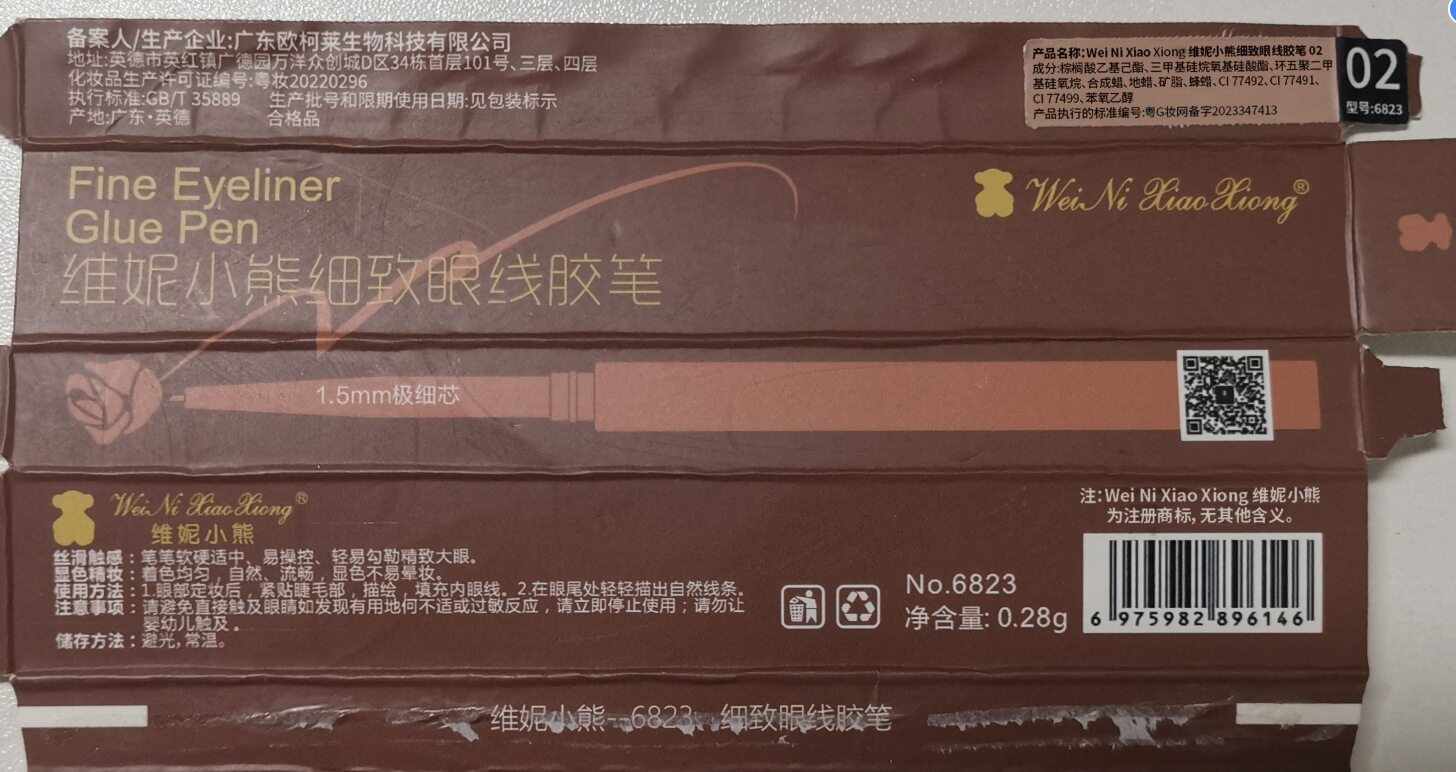 备案人/生产企业:广东欧柯莱生物科技有限公司
地址:英德市英红镇广德园万洋众创城D区34栋首层101号、三层、四层
化妆品生产许可证编号:粤妆20220296
执行标准:GB/T 35889 生产批号和限期使用日期:见包装标示
产地:广东·英德 合格品
产品名称:Wei Ni Xiao Xiong 维妮小熊细致眼线胶笔 02
成分:棕榈酸乙基己酯、三甲基硅烷氧基硅酸酯、环五聚二甲
基硅氧烷、合成蜡、地蜡、矿脂、蜂蜡、CI 77492、CI 77491、
CI 77499、苯氧乙醇
产品执行的标准编号:粤G妆网备字2023347413
02
型号:6823
Fine Eyeliner
Glue Pen
维妮小熊细致眼线胶笔
Wei Ni Xiao Xiong®
1.5mm极细芯
Wei Ni Xiao Xiong®
维妮小熊
丝滑触感：笔笔软硬适中、易操控、轻易勾勒精致大眼。
显色精妆：着色均匀，自然、流畅，显色不易晕妆。
使用方法：1.眼部定妆后，紧贴睫毛部，描绘，填充内眼线。2.在眼尾处轻轻描出自然线条。
注意事项：请避免直接触及眼睛如发现有用地何不适或过敏反应，请立即停止使用；请勿让
婴幼儿触及。
储存方法：避光,常温。
注:Wei Ni Xiao Xiong 维妮小熊
为注册商标, 无其他含义。
No.6823
净含量: 0.28g
6 975982 896146
维妮小熊--6823--细致眼线胶笔